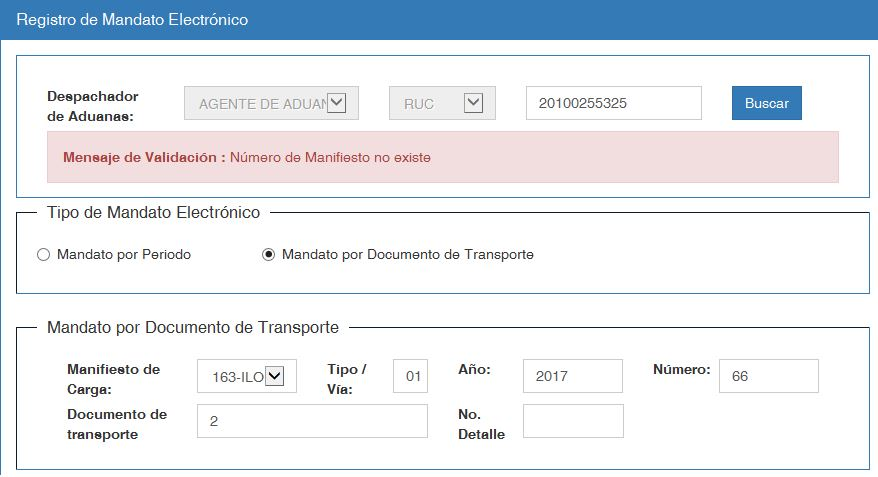 Registro de Mandato Electrónico
Despachador
de Aduanas:
AGENTE DE ADUAN
RUC
20100255325
Buscar
Mensaje de Validación : Número de Manifiesto no existe
Tipo de Mandato Electrónico
Mandato por Periodo
Mandato por Documento de Transporte
Mandato por Documento de Transporte
Manifiesto de
Carga:
163-ILO
Tipo /
Vía:
01
Año:
2017
Número:
66
Documento de
transporte
2
No.
Detalle